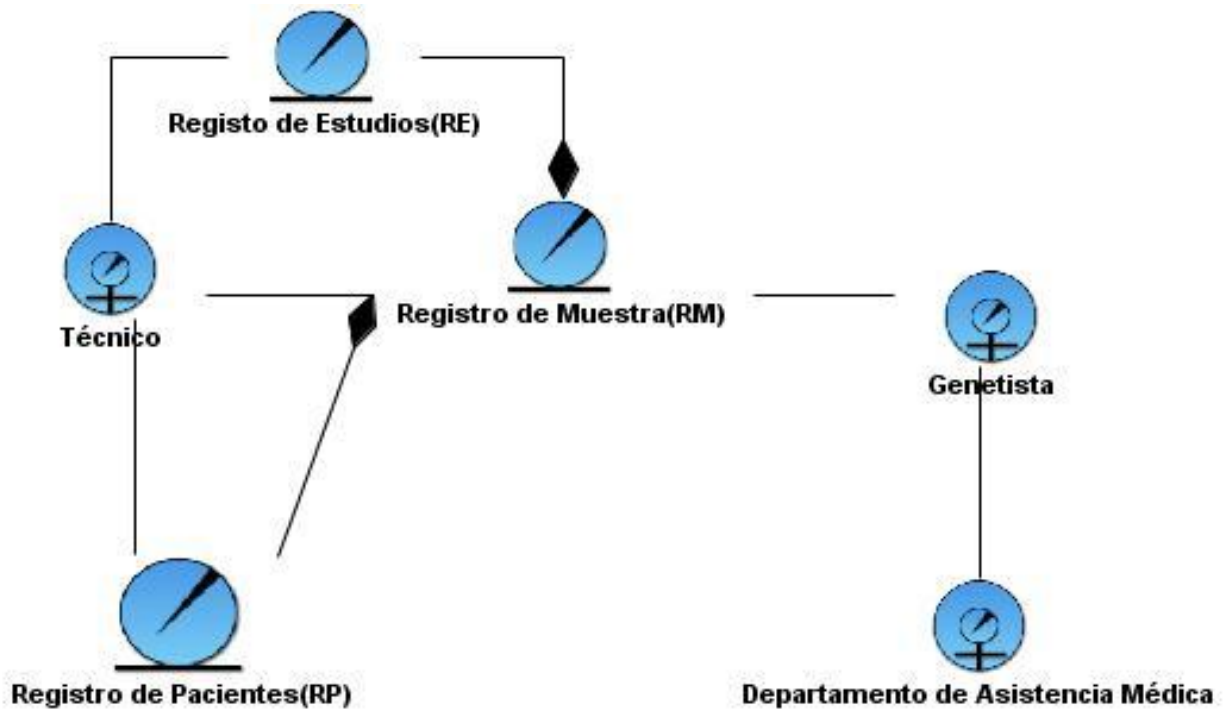 Registo de Estudios(RE)
Registro de Muestra(RM)
Técnico
Genetista
Registro de Pacientes(RP)
Departamento de Asistencia Médica